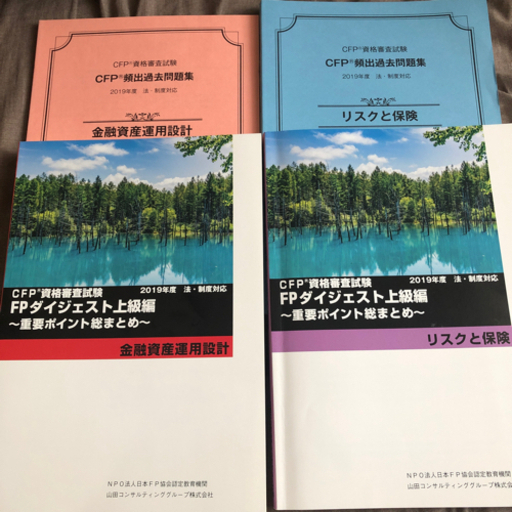 CFP®資格審査試験
CFP®頻出過去問題集
2019年度 法・制度対応
金融資産運用設計
CFP®資格審査試験
CFP®頻出過去問題集
2019年度 法・制度対応
リスクと保険
CFP®資格審査試験 2019年度 法・制度対応
FPダイジェスト上級編
～重要ポイント総まとめ～
金融資産運用設計
NPO法人日本FP協会認定教育機関
山田コンサルティンググループ株式会社
CFP®資格審査試験 2019年度 法・制度対応
FPダイジェスト上級編
～重要ポイント総まとめ～
リスクと保険
NPO法人日本FP協会認定教育機関
山田コンサルティンググループ株式会社